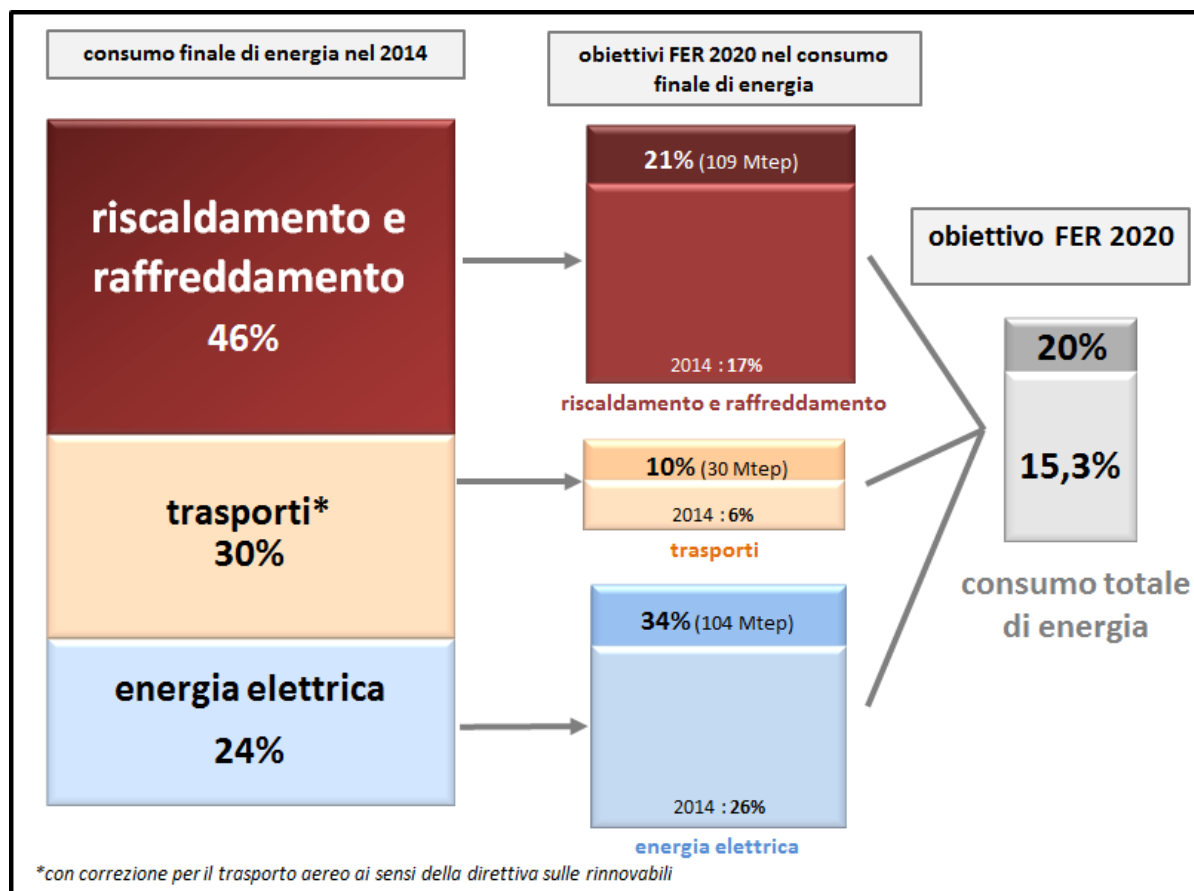 consumo finale di energia nel 2014
riscaldamento e
raffreddamento
46%
trasporti*
30%
energia elettrica
24%
obiettivi FER 2020 nel consumo
finale di energia
21% (109 Mtep)
2014 : 17%
riscaldamento e raffreddamento
10% (30 Mtep)
2014 : 6%
trasporti
34% (104 Mtep)
2014 : 26%
energia elettrica
obiettivo FER 2020
20%
15,3%
consumo totale
di energia
*con correzione per il trasporto aereo ai sensi della direttiva sulle rinnovabili